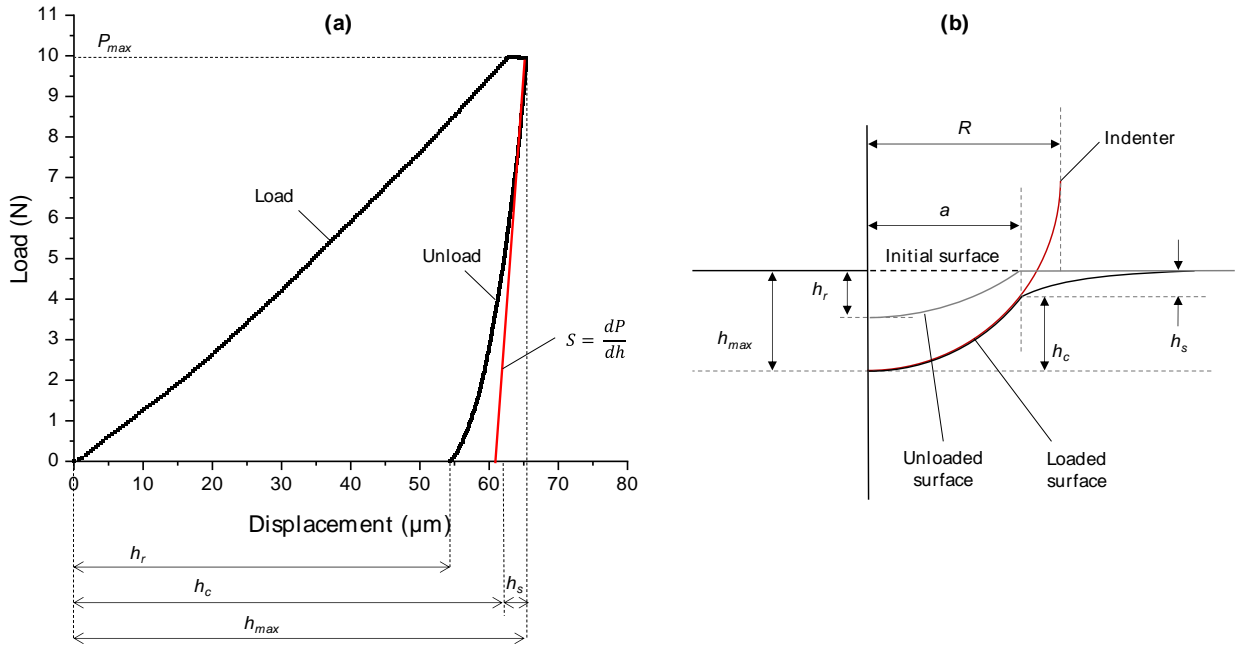 (a)
11
10
9
8
7
6
5
4
3
2
1
0
Load (N)
P_max
Load
Unload
S = dP/dh
0
10
20
30
40
50
60
70
80
Displacement (µm)
h_r
h_c
h_s
h_max
(b)
R
Indenter
a
Initial surface
h_r
h_max
h_c
h_s
Unloaded
surface
Loaded
surface